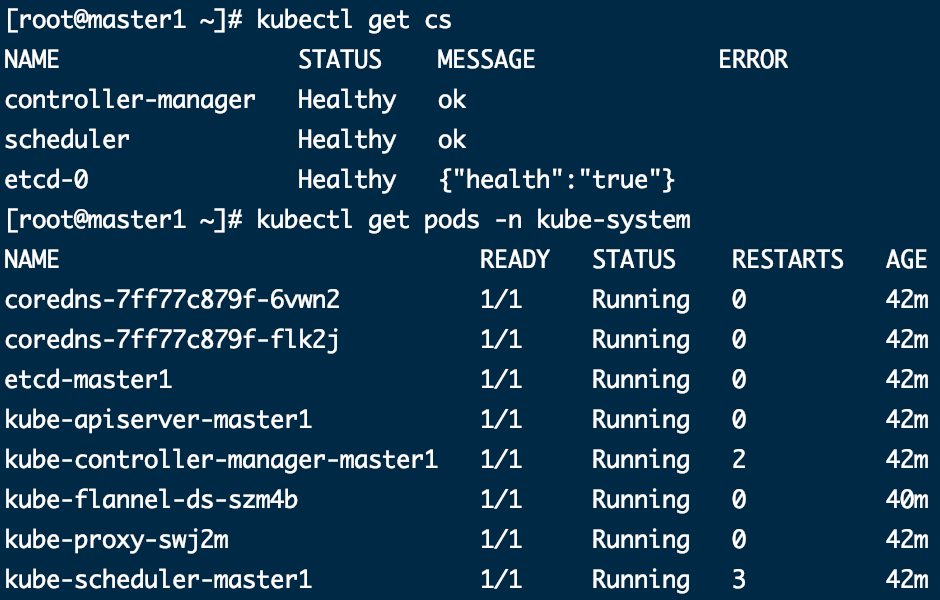 [root@master1 ~]# kubectl get cs
NAME                 STATUS    MESSAGE             ERROR
controller-manager   Healthy   ok
scheduler            Healthy   ok
etcd-0               Healthy   {"health":"true"}
[root@master1 ~]# kubectl get pods -n kube-system
NAME                              READY   STATUS    RESTARTS   AGE
coredns-7ff77c879f-6vwn2          1/1     Running   0          42m
coredns-7ff77c879f-flk2j          1/1     Running   0          42m
etcd-master1                      1/1     Running   0          42m
kube-apiserver-master1            1/1     Running   0          42m
kube-controller-manager-master1   1/1     Running   2          42m
kube-flannel-ds-szm4b             1/1     Running   0          40m
kube-proxy-swj2m                  1/1     Running   0          42m
kube-scheduler-master1            1/1     Running   3          42m